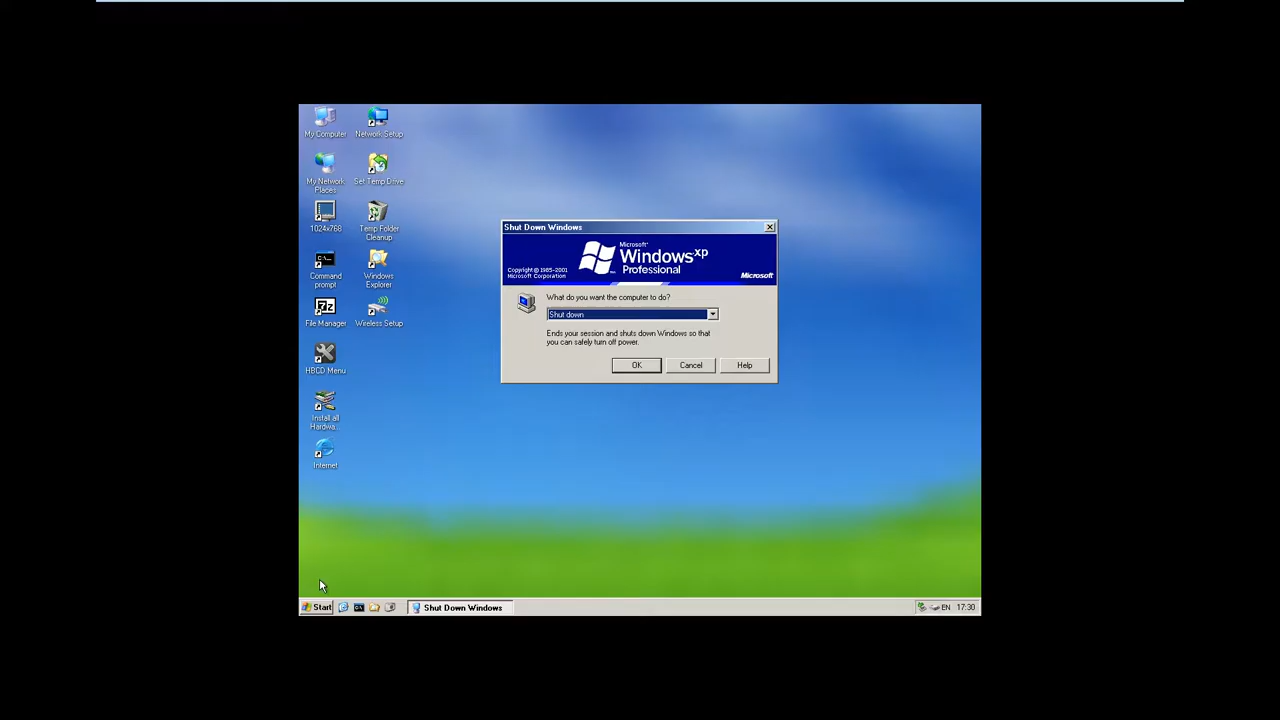 My Computer
Network Setup
My Network
Places
Set Temp Drive
1024x768
Temp Folder
Cleanup
Command
prompt
Windows
Explorer
File Manager
Wireless Setup
HBCD Menu
Install all
Hardwa...
Internet
Shut Down Windows
Microsoft
Windows xp
Professional
Copyright © 1985-2001
Microsoft Corporation
Microsoft
What do you want the computer to do?
Shut down
Ends your session and shuts down Windows so that
you can safely turn off power.
OK
Cancel
Help
Start
Shut Down Windows
EN
17:30